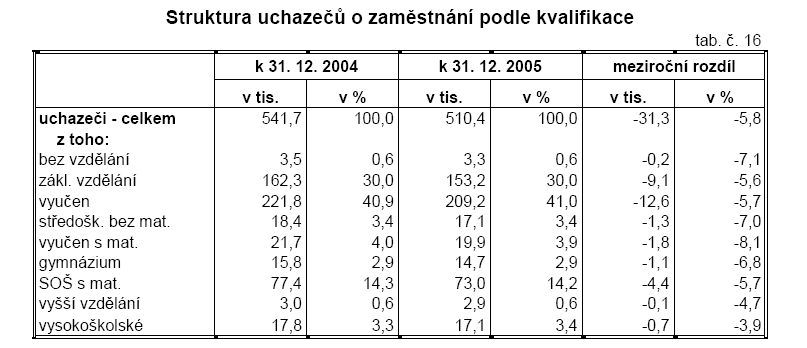 Struktura uchazečů o zaměstnání podle kvalifikace
tab. č. 16
k 31. 12. 2004 k 31. 12. 2005 meziroční rozdíl
v tis. v % v tis. v % v tis. v %
uchazeči - celkem 541,7 100,0 510,4 100,0 -31,3 -5,8
z toho:
bez vzdělání 3,5 0,6 3,3 0,6 -0,2 -7,1
zákl. vzdělání 162,3 30,0 153,2 30,0 -9,1 -5,6
vyučen 221,8 40,9 209,2 41,0 -12,6 -5,7
středošk. bez mat. 18,4 3,4 17,1 3,4 -1,3 -7,0
vyučen s mat. 21,7 4,0 19,9 3,9 -1,8 -8,1
gymnázium 15,8 2,9 14,7 2,9 -1,1 -6,8
SOŠ s mat. 77,4 14,3 73,0 14,2 -4,4 -5,7
vyšší vzdělání 3,0 0,6 2,9 0,6 -0,1 -4,7
vysokoškolské 17,8 3,3 17,1 3,4 -0,7 -3,9